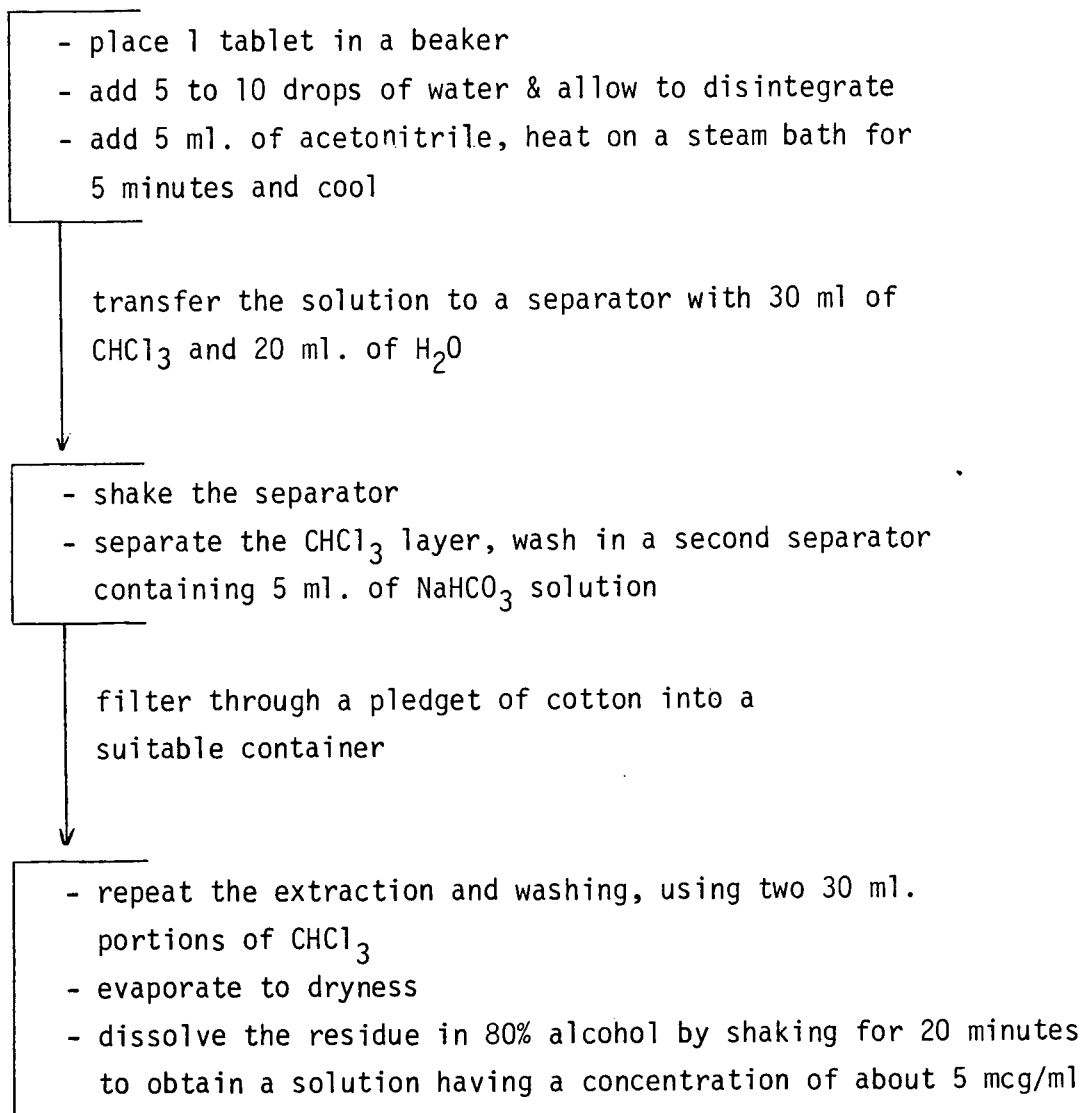 - place 1 tablet in a beaker
- add 5 to 10 drops of water & allow to disintegrate
- add 5 ml. of acetonitrile, heat on a steam bath for
5 minutes and cool
transfer the solution to a separator with 30 ml of
CHCl3 and 20 ml. of H2O
- shake the separator
- separate the CHCl3 layer, wash in a second separator
containing 5 ml. of NaHCO3 solution
filter through a pledget of cotton into a
suitable container
- repeat the extraction and washing, using two 30 ml.
portions of CHCl3
- evaporate to dryness
- dissolve the residue in 80% alcohol by shaking for 20 minutes
to obtain a solution having a concentration of about 5 mcg/ml